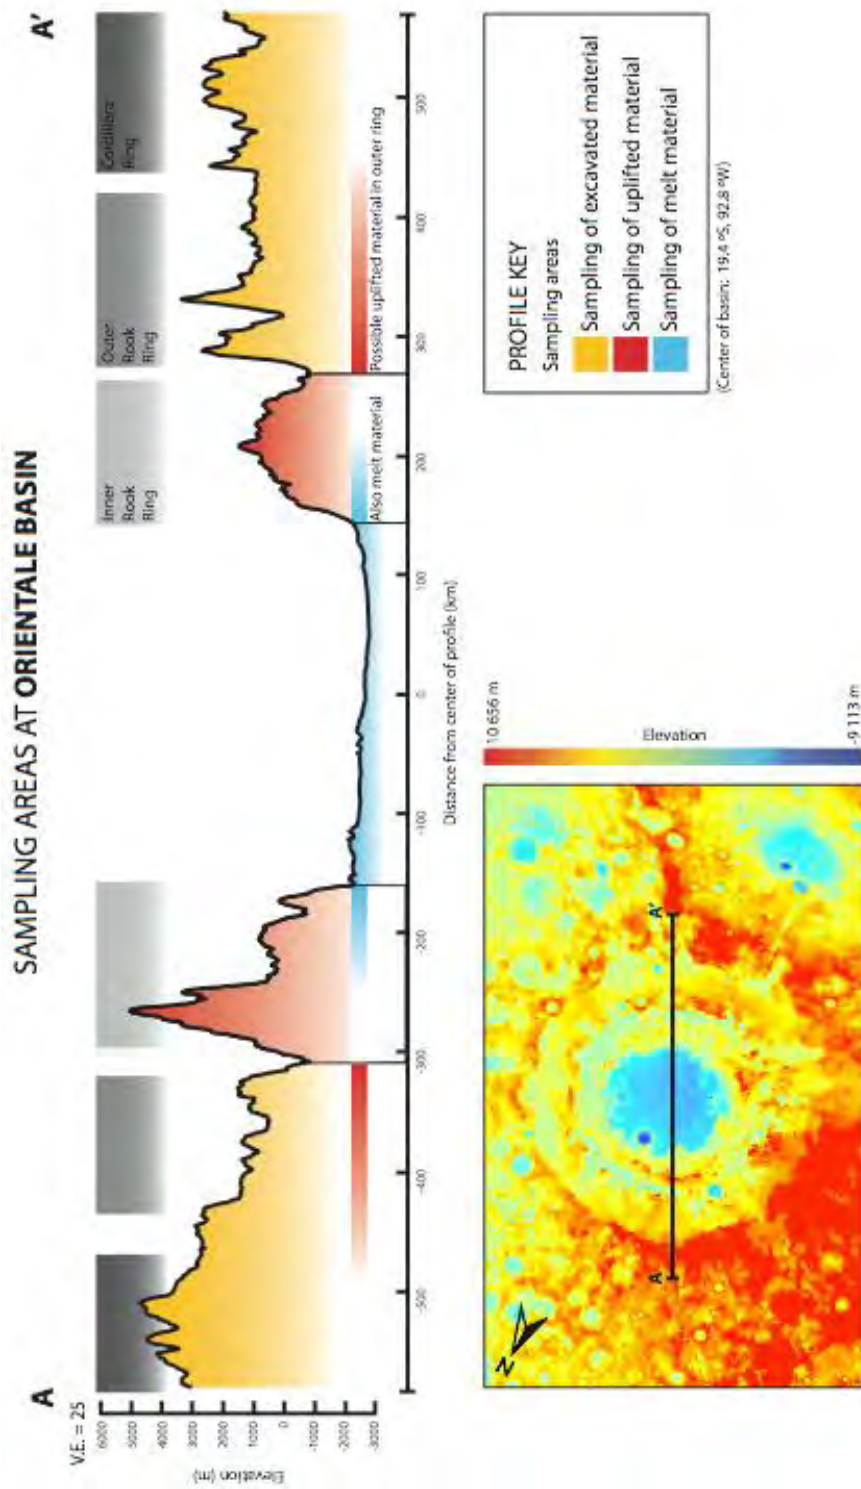 SAMPLING AREAS AT ORIENTALE BASIN
A
A'
V.E. = 25
Inner
Rook
Ring
Outer
Rook
Ring
Cordillera
Ring
Elevation (m)
6000
5000
4000
3000
2000
1000
0
-1000
-2000
-3000
Also melt material
Possible uplifted material in outer ring
-500
-400
-300
-200
-100
0
100
200
300
400
500
Distance from center of profile (km)
N
A
A'
10 656 m
Elevation
-9 113 m
PROFILE KEY
Sampling areas
Sampling of excavated material
Sampling of uplifted material
Sampling of melt material
(Center of basin: 19.4 ºS, 92.8 ºW)